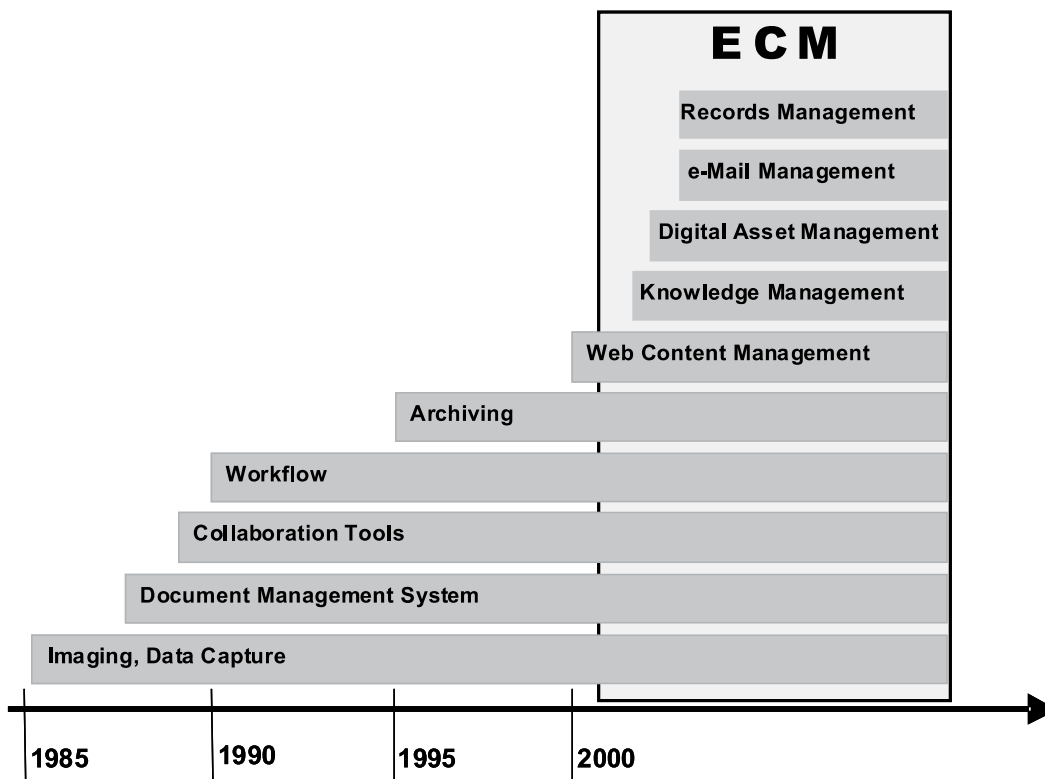 ECM
Records Management
e-Mail Management
Digital Asset Management
Knowledge Management
Web Content Management
Archiving
Workflow
Collaboration Tools
Document Management System
Imaging, Data Capture
1985 1990 1995 2000